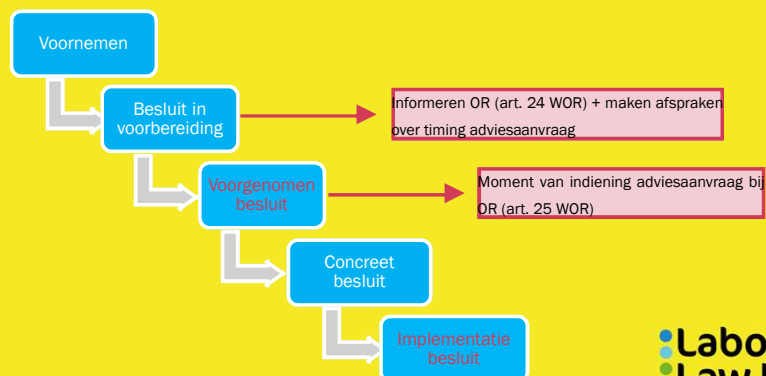 Voornemen
Besluit in
voorbereiding
Informeren OR (art. 24 WOR) + maken afspraken
over timing adviesaanvraag
Voorgenomen
besluit
Moment van indiening adviesaanvraag bij
OR (art. 25 WOR)
Concreet
besluit
Implementatie
besluit
Labo
Law